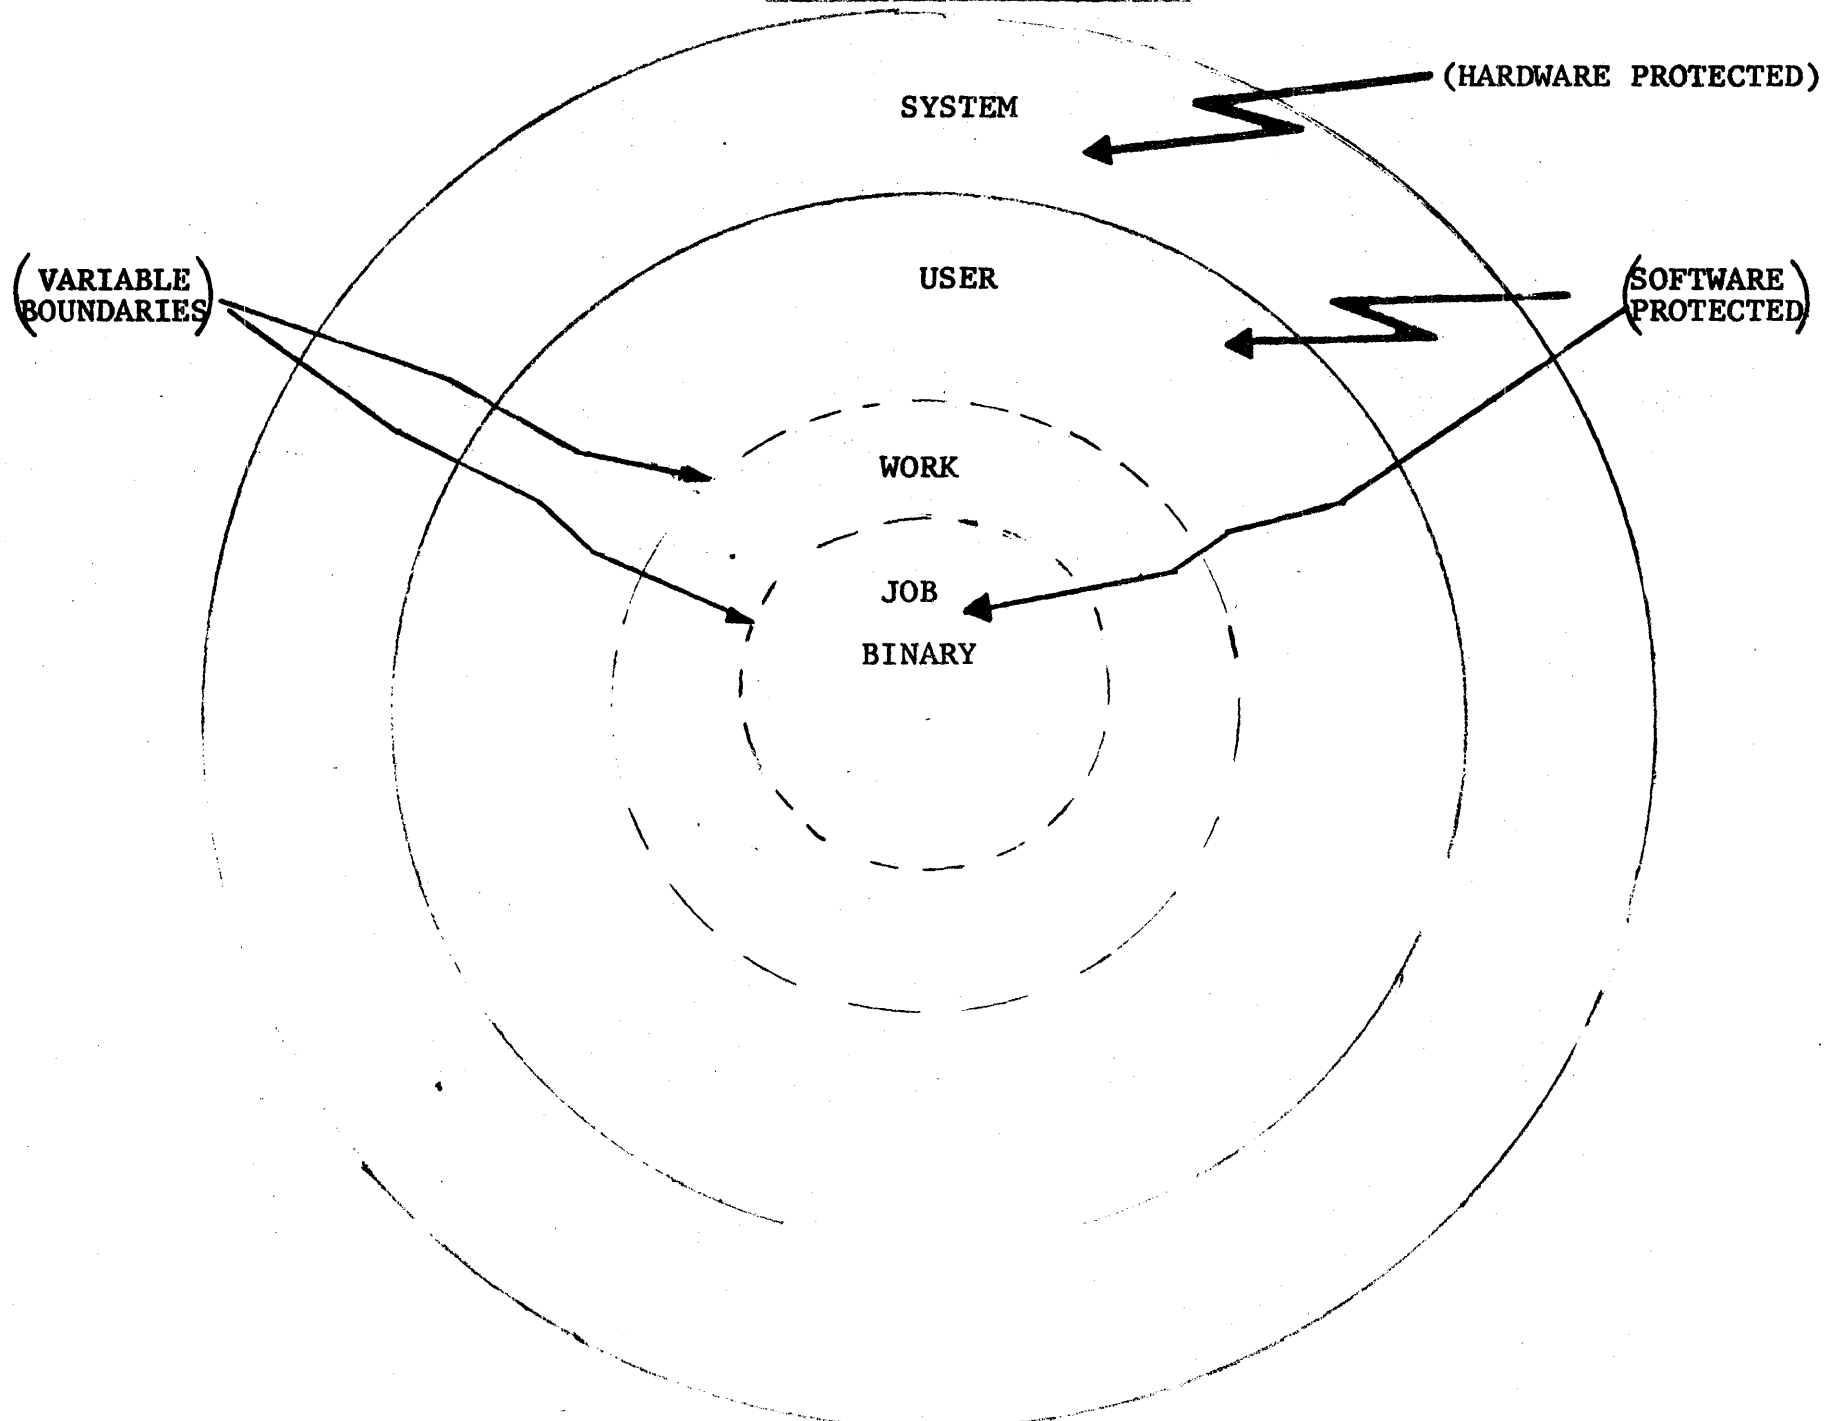 (HARDWARE PROTECTED)
SYSTEM
(VARIABLE
BOUNDARIES)
USER
(SOFTWARE
PROTECTED)
WORK
JOB
BINARY